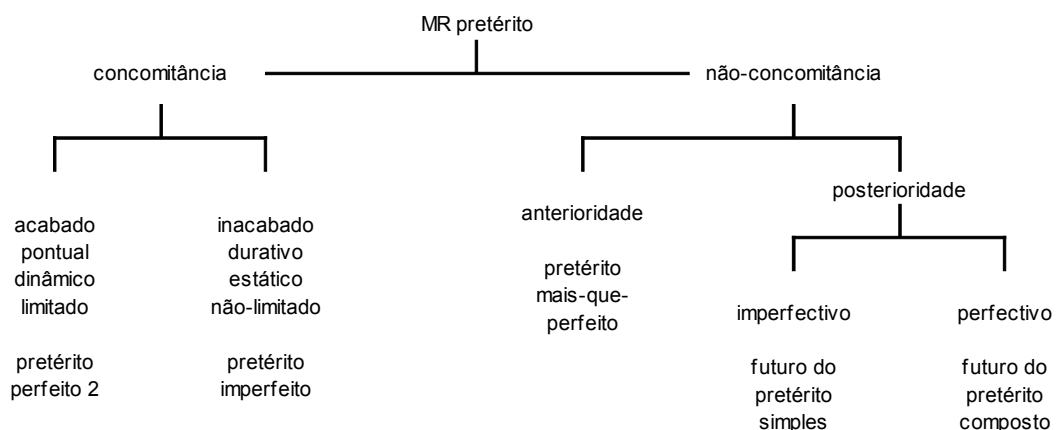 MR pretérito
concomitância
não-concomitância
acabado
pontual
dinâmico
limitado
pretérito
perfeito 2
inacabado
durativo
estático
não-limitado
pretérito
imperfeito
anterioridade
pretérito
mais-que-
perfeito
posterioridade
imperfectivo
futuro do
pretérito
simples
perfectivo
futuro do
pretérito
composto